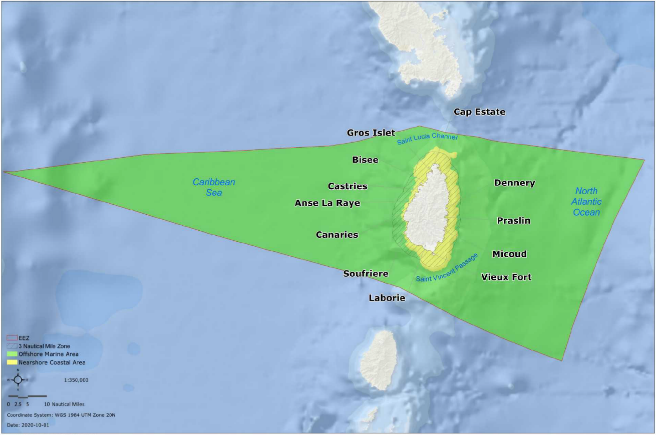 Cap Estate
Gros Islet
Saint Lucia Channel
Bisee
Caribbean
Sea
Castries
Dennery
North
Atlantic
Ocean
Anse La Raye
Praslin
Canaries
Micoud
Soufriere
Saint Vincent Passage
Vieux Fort
Laborie
EEZ
3 Nautical Mile Zone
Offshore Marine Area
Nearshore Coastal Area
1:350,000
0 2.5 5 10 Nautical Miles
Coordinate System: WGS 1984 UTM Zone 20N
Date: 2020-10-01